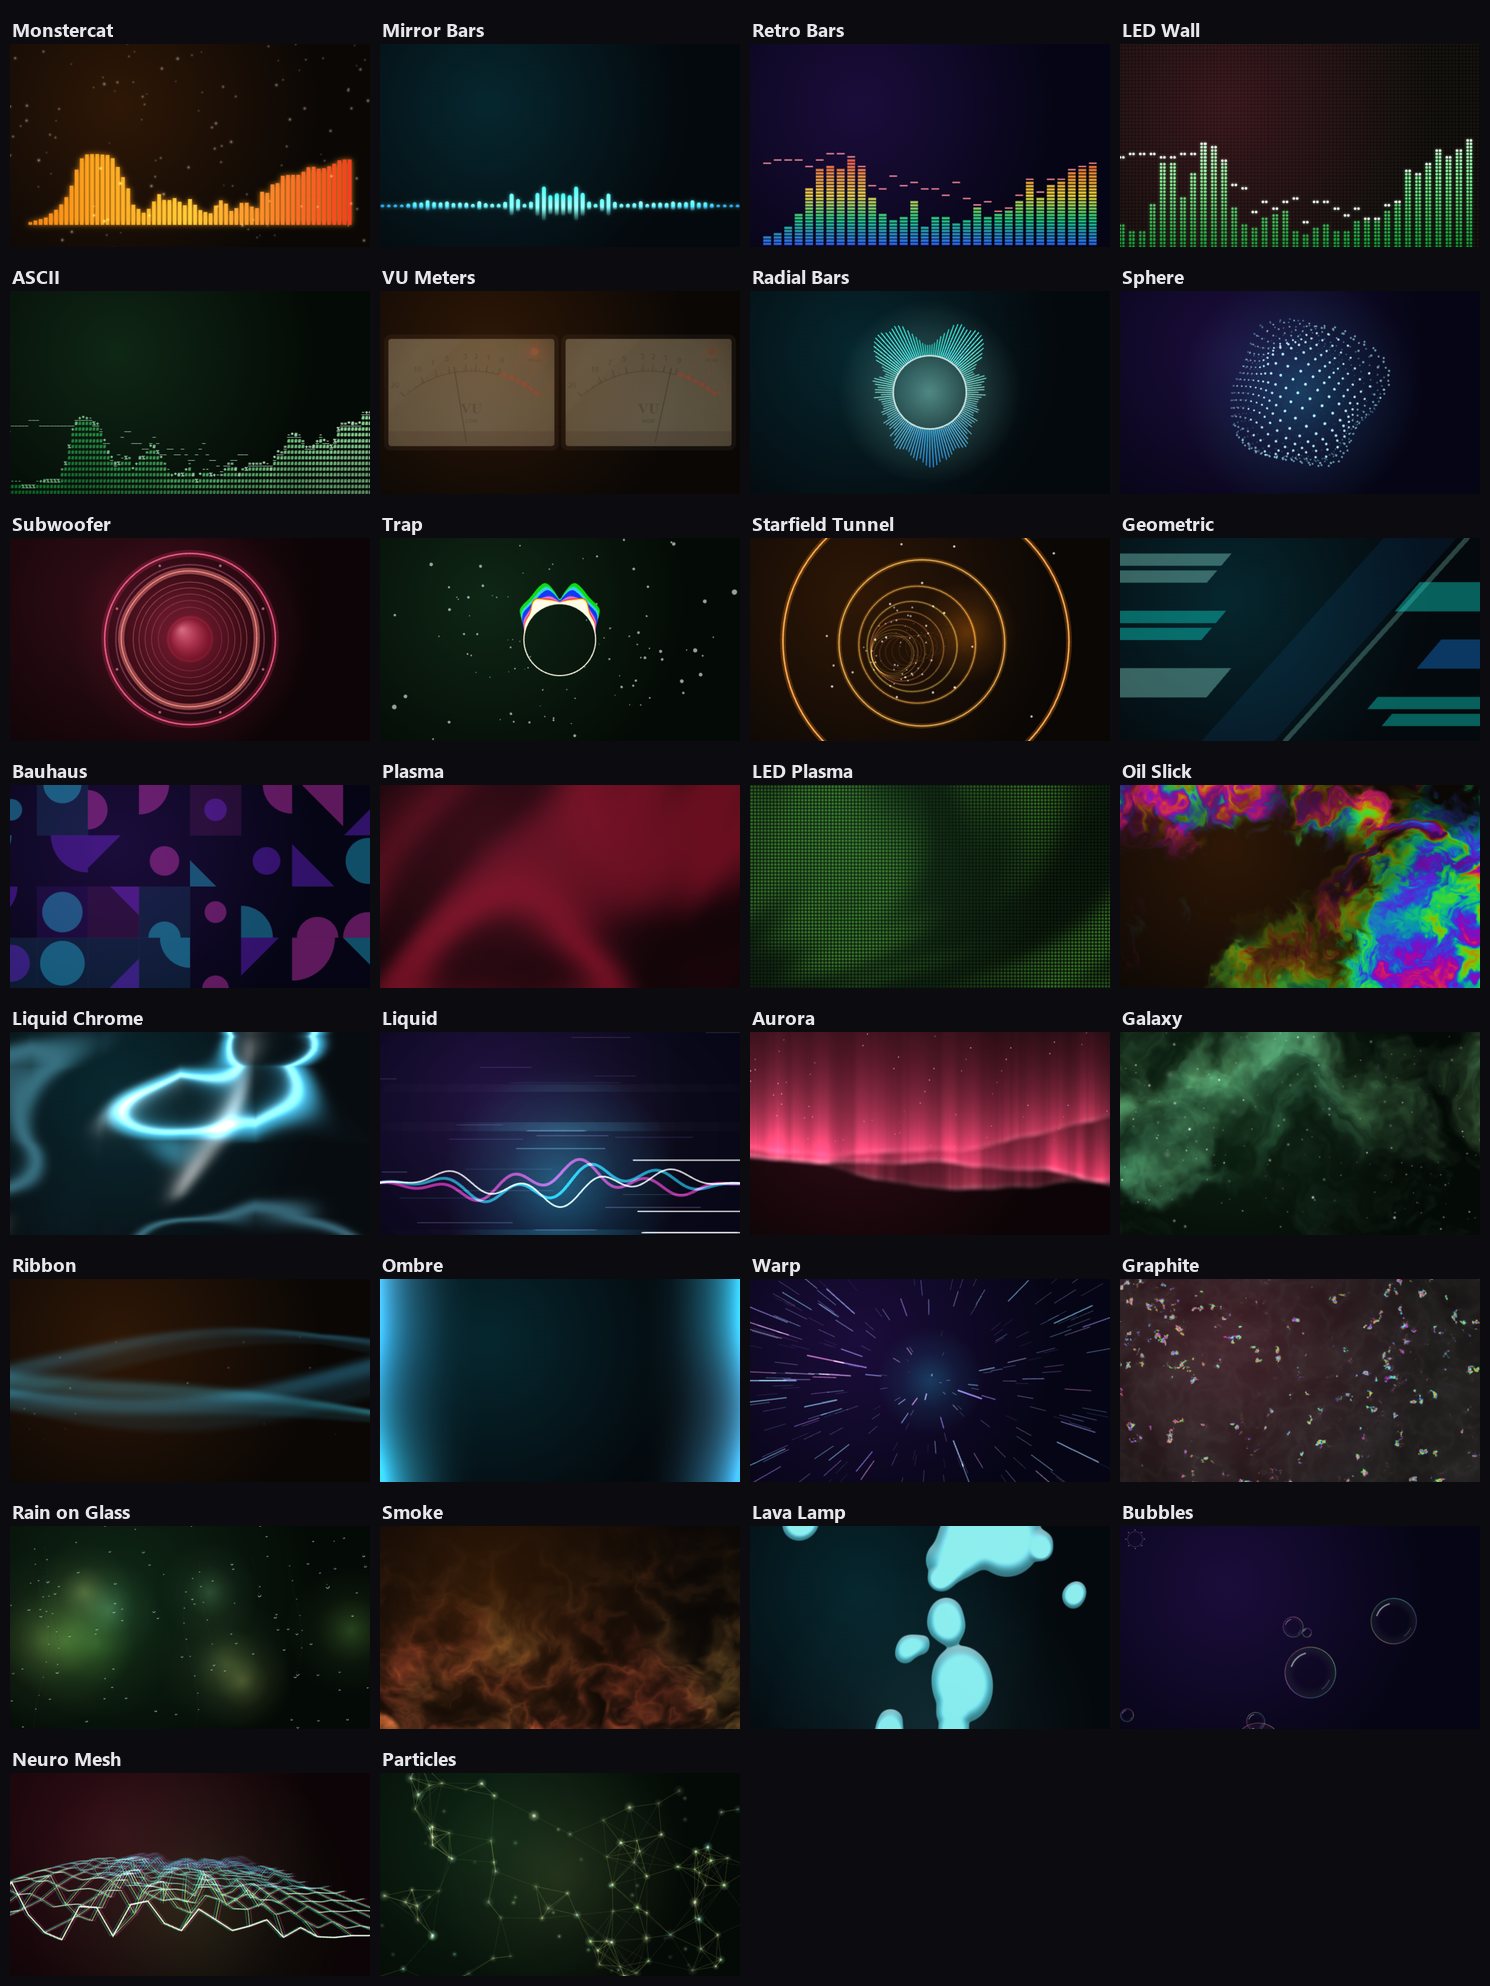 Monstercat
Mirror Bars
Retro Bars
LED Wall
ASCII
VU Meters
Radial Bars
Sphere
VU
VU
Subwoofer
Trap
Starfield Tunnel
Geometric
Bauhaus
Plasma
LED Plasma
Oil Slick
Liquid Chrome
Liquid
Aurora
Galaxy
Ribbon
Ombre
Warp
Graphite
Rain on Glass
Smoke
Lava Lamp
Bubbles
Neuro Mesh
Particles